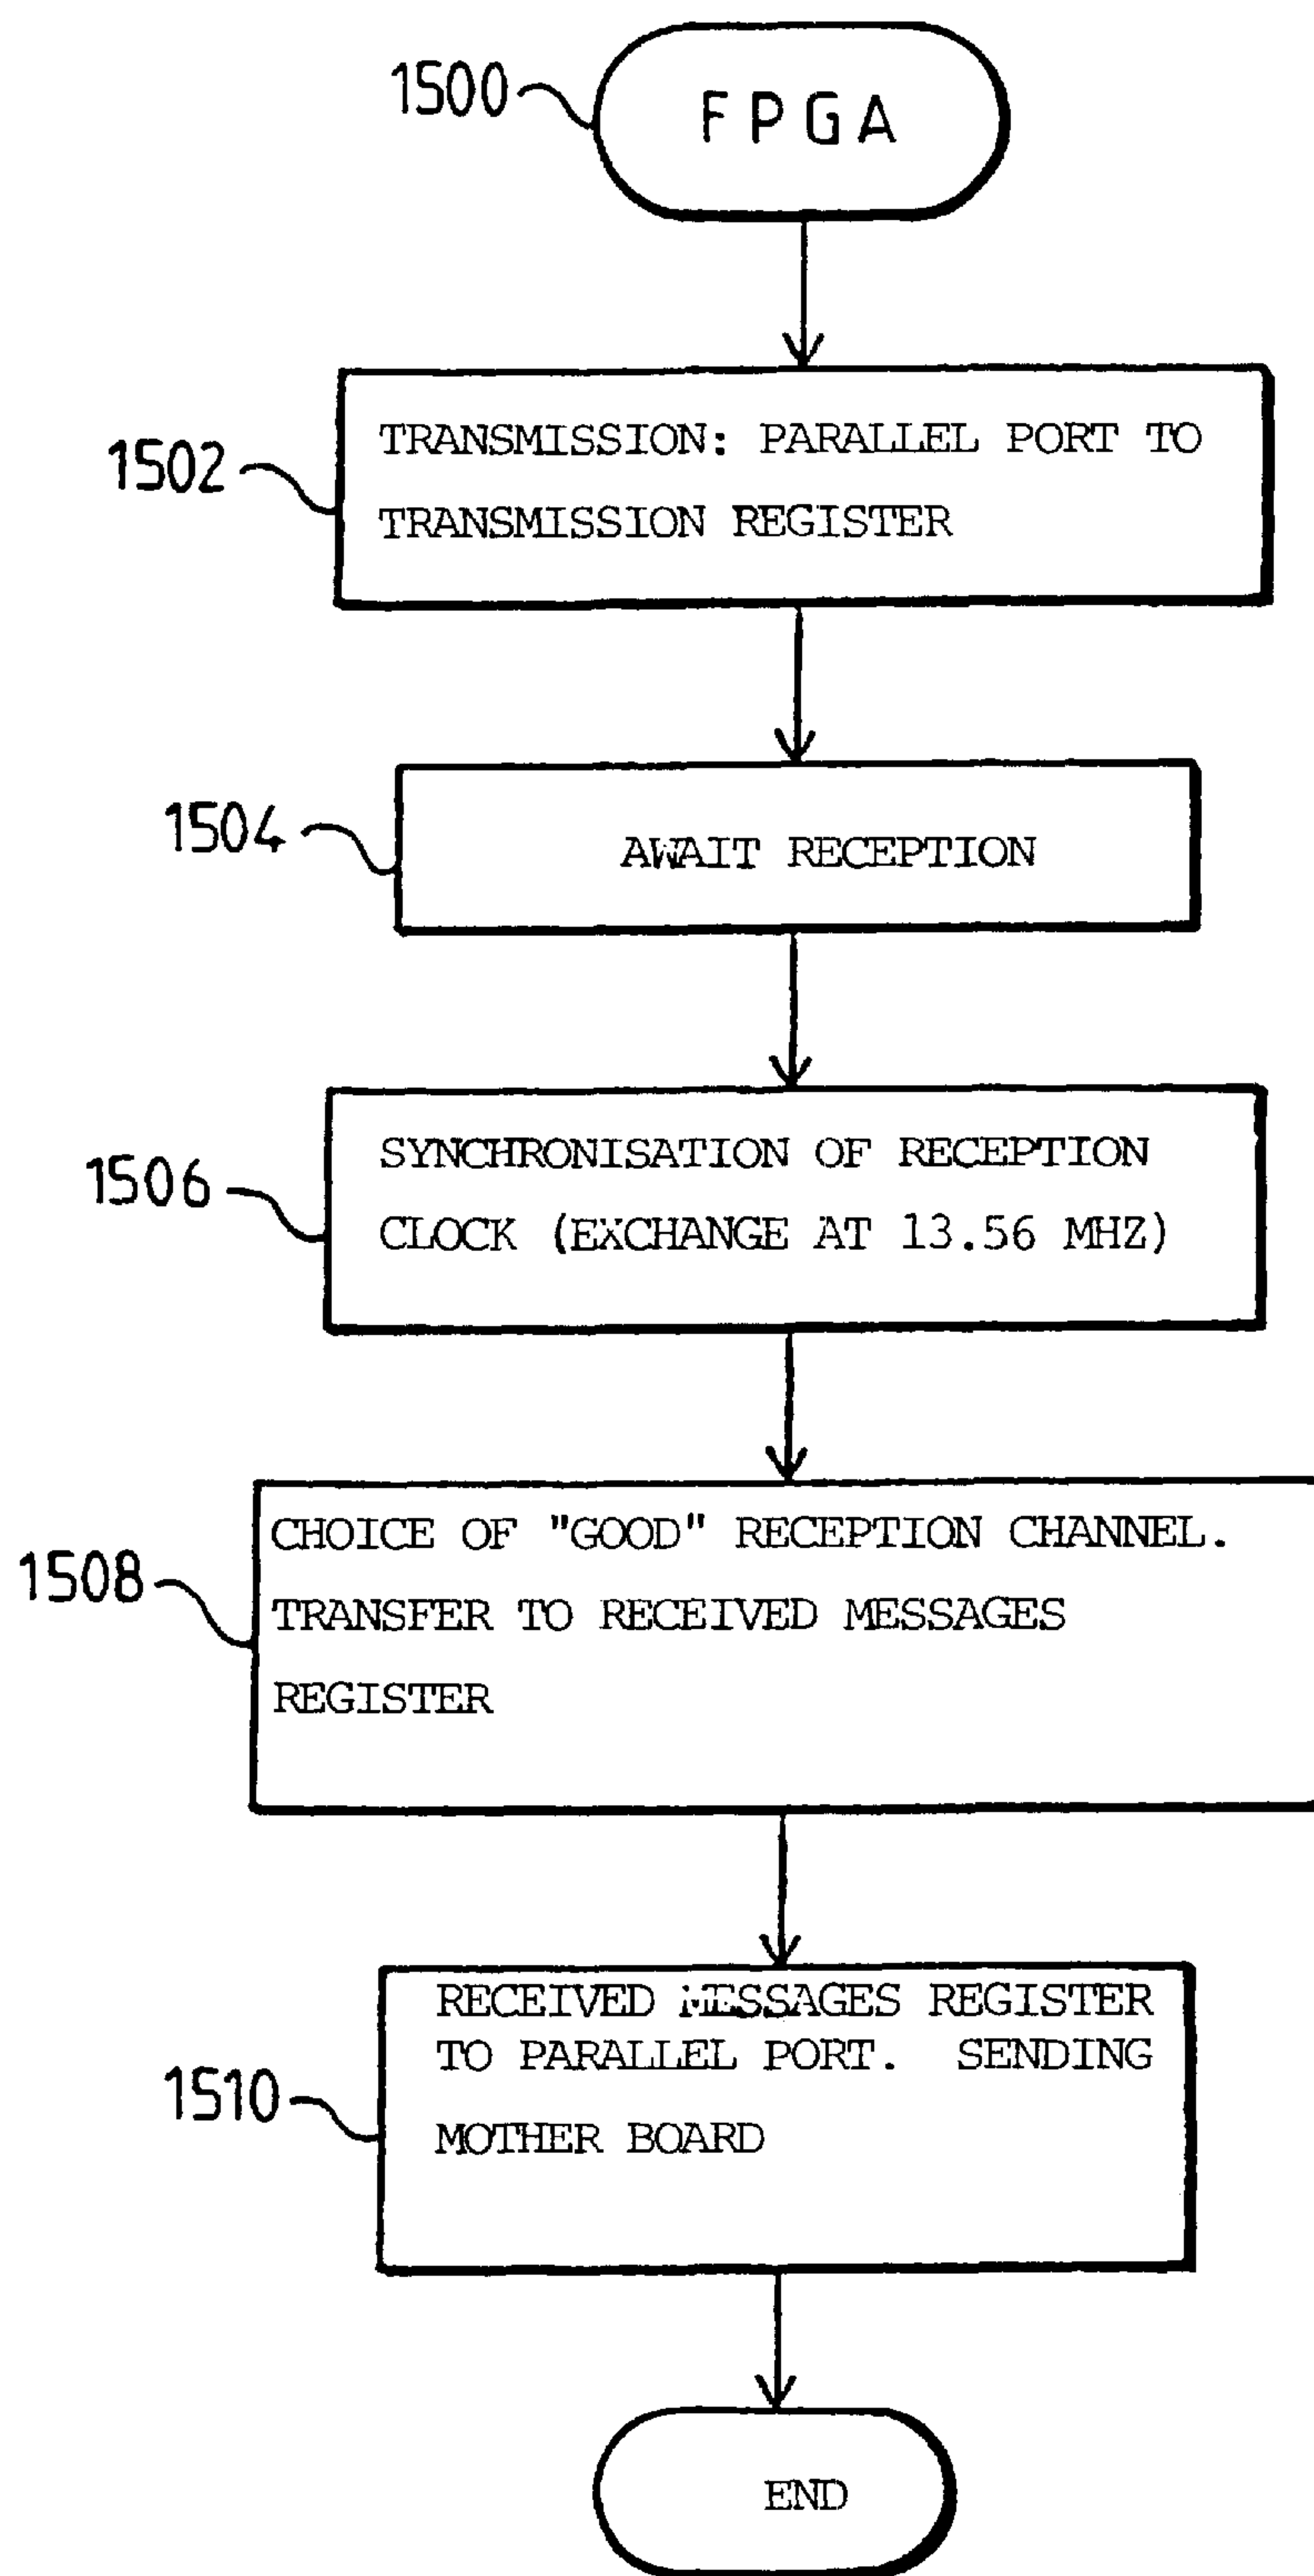 1500
F P G A
1502
TRANSMISSION: PARALLEL PORT TO
TRANSMISSION REGISTER
1504
AWAIT RECEPTION
1506
SYNCHRONISATION OF RECEPTION
CLOCK (EXCHANGE AT 13.56 MHZ)
1508
CHOICE OF "GOOD" RECEPTION CHANNEL.
TRANSFER TO RECEIVED MESSAGES
REGISTER
1510
RECEIVED MESSAGES REGISTER
TO PARALLEL PORT. SENDING
MOTHER BOARD
END